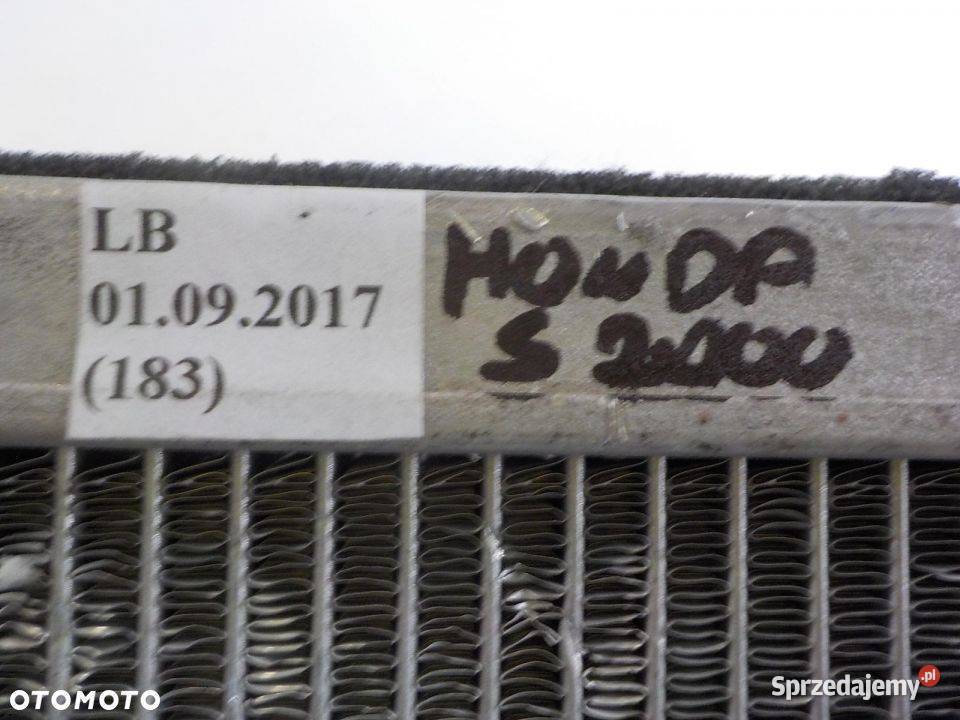 LB
01.09.2017
(183)
HONDA
S 2000
OTOMOTO
Sprzedajemy.pl